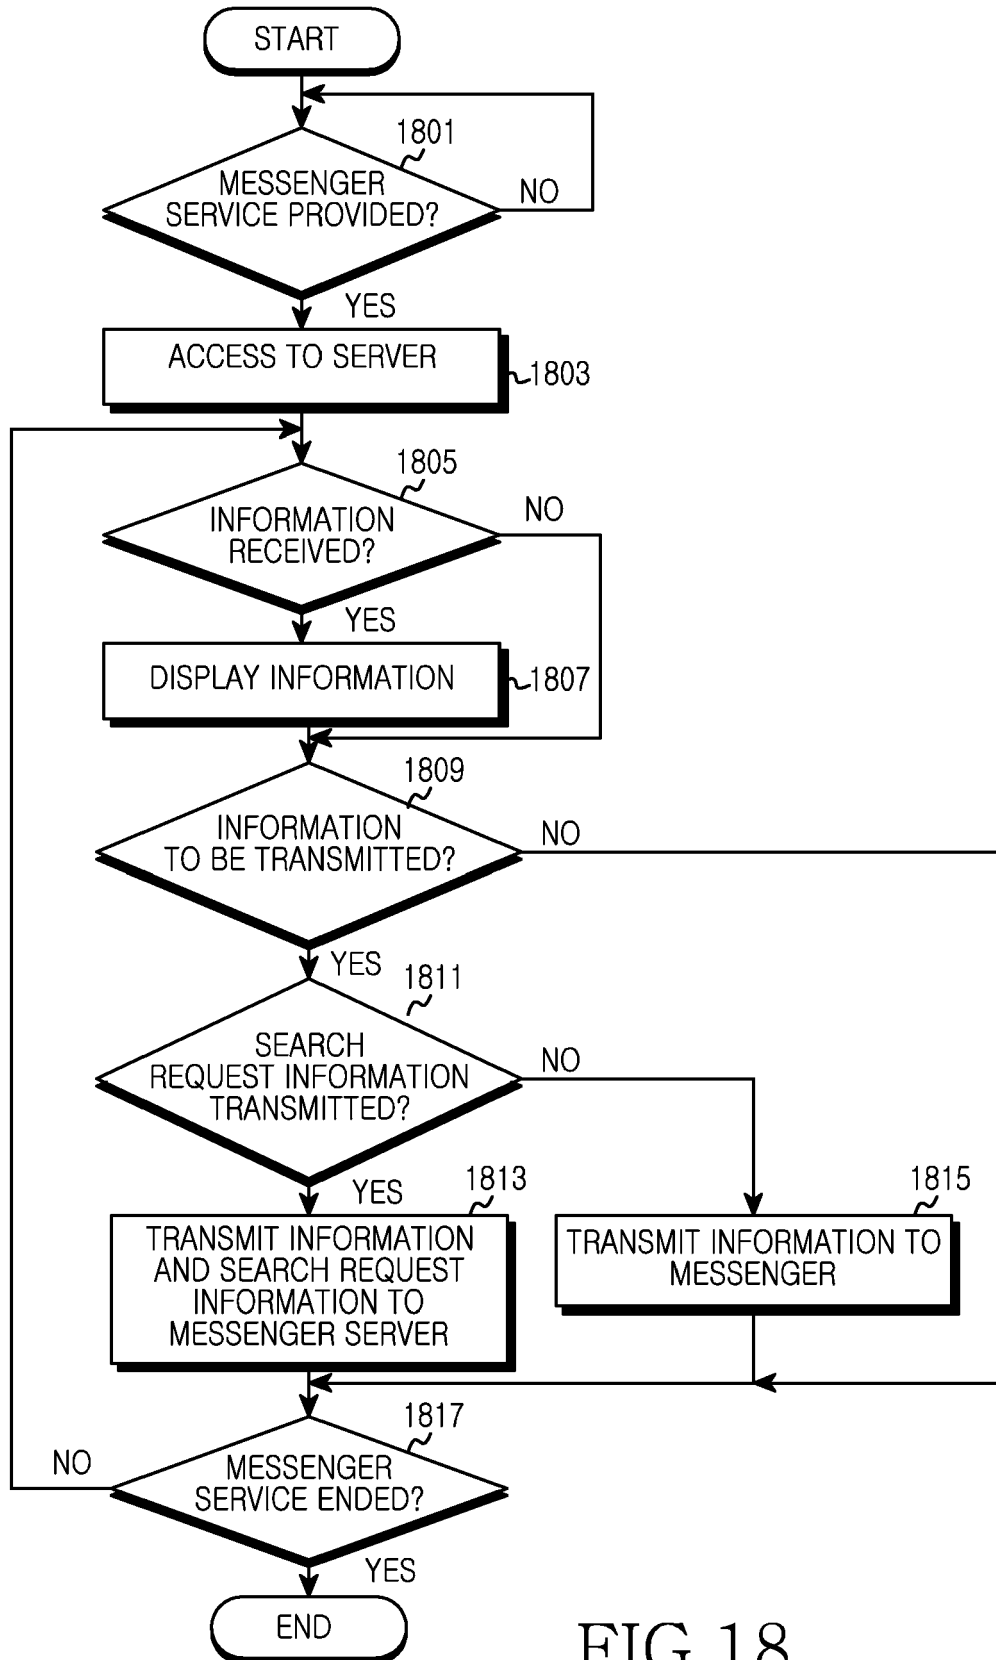 START
1801
MESSENGER
SERVICE PROVIDED?
NO
YES
ACCESS TO SERVER
1803
1805
INFORMATION
RECEIVED?
NO
YES
DISPLAY INFORMATION
1807
1809
INFORMATION
TO BE TRANSMITTED?
NO
YES
1811
SEARCH
REQUEST INFORMATION
TRANSMITTED?
NO
YES
1813
TRANSMIT INFORMATION
AND SEARCH REQUEST
INFORMATION TO
MESSENGER SERVER
1815
TRANSMIT INFORMATION TO
MESSENGER
1817
MESSENGER
SERVICE ENDED?
NO
YES
END
FIG.18